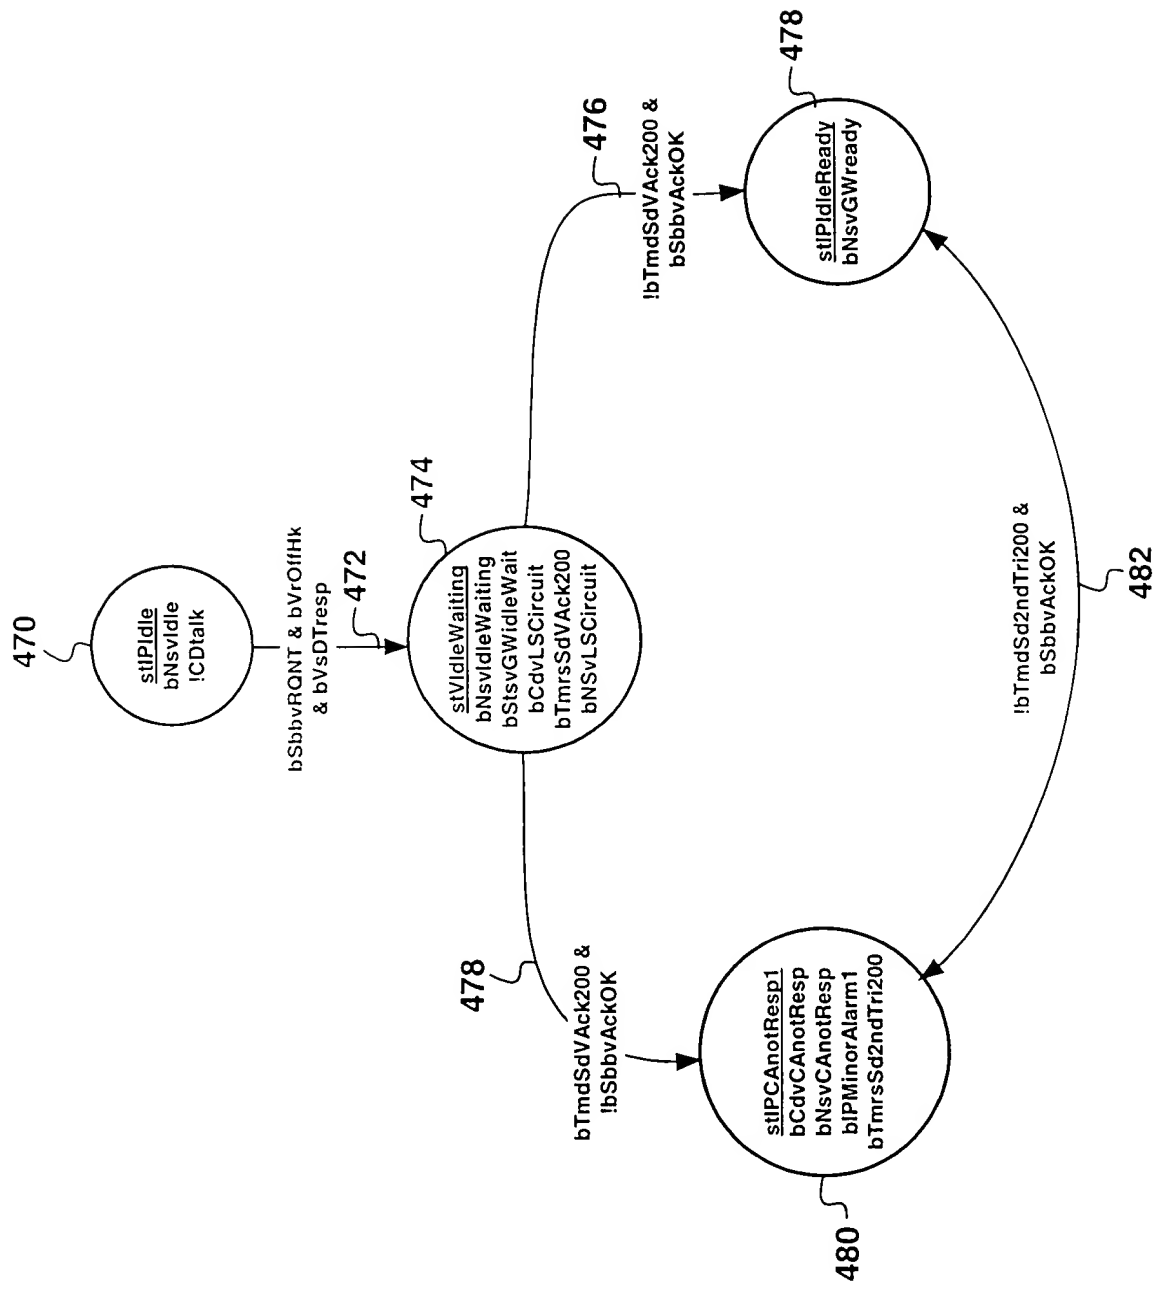 470
stIPIdle
bNsvIdle
!CDtalk
bSbbvRQNT & bVrOffHk
& bVsDTresp
472
474
stVIdleWaiting
bNsvIdleWaiting
bStsvGWidleWait
bCdvLSCircuit
bTmrsSdVAck200
bNSvLSCircuit
476
!bTmdSdVAck200 &
bSbbvAckOK
478
stIPIdleReady
bNsvGWready
478
bTmdSdVAck200 &
!bSbbvAckOK
stIPCAnotResp1
bCdvCAnotResp
bNsvCAnotResp
bIPMinorAlarm1
bTmrsSd2ndTri200
480
!bTmdSd2ndTri200 &
bSbbvAckOK
482